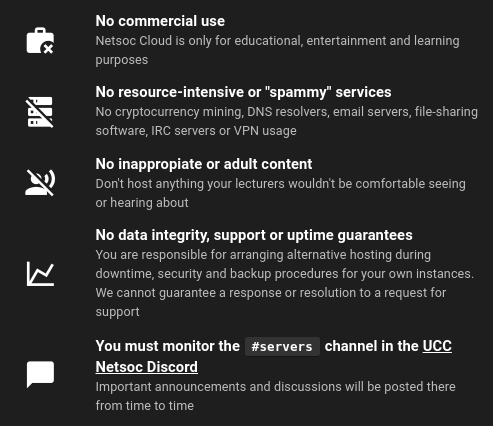 No commercial use
Netsoc Cloud is only for educational, entertainment and learning
purposes
No resource-intensive or "spammy" services
No cryptocurrency mining, DNS resolvers, email servers, file-sharing
software, IRC servers or VPN usage
No inappropiate or adult content
Don't host anything your lecturers wouldn't be comfortable seeing
or hearing about
No data integrity, support or uptime guarantees
You are responsible for arranging alternative hosting during
downtime, security and backup procedures for your own instances.
We cannot guarantee a response or resolution to a request for
support
You must monitor the #servers channel in the UCC
Netsoc Discord
Important announcements and discussions will be posted there
from time to time